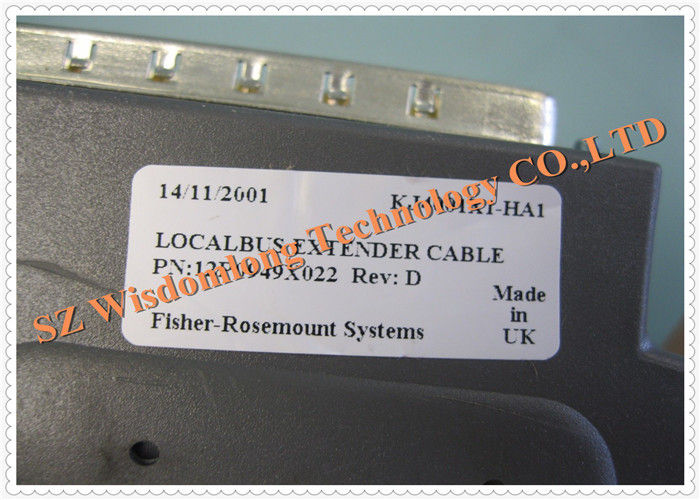 14/11/2001
LOCALBUS EXTENDER CABLE
Rev: D
Made
in
UK
Fisher-Rosemount Systems
SZ Wisdomlong Technology CO.,LTD